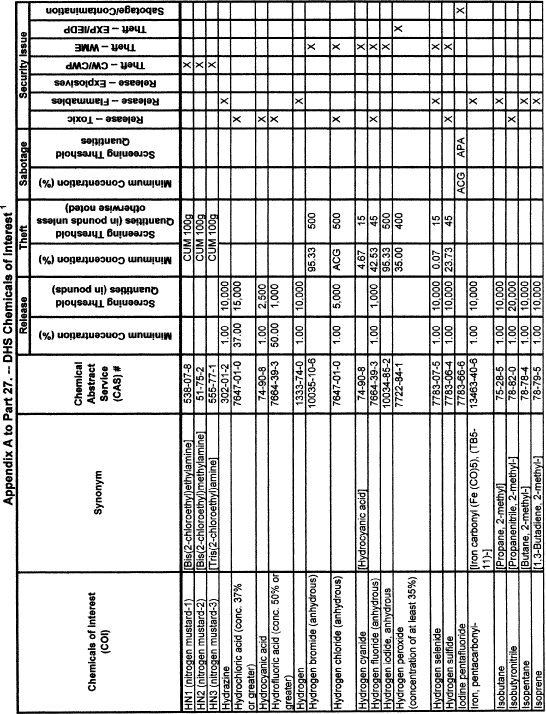 Appendix A to Part 27. -- DHS Chemicals of Interest 1
Chemicals of Interest (COI) | Synonym | Chemical Abstract Service (CAS) # | Release | Theft | Sabotage | Security Issue
Minimum Concentration (%) | Screening Threshold Quantities (pounds) | Minimum Concentration (%) | Screening Threshold Quantities (in pounds unless otherwise noted) | Minimum Concentration (%) | Screening Threshold Quantities | Release – Toxic | Release – Flammables | Release – Explosives | Theft – CW/CWP | Theft – WME | Theft – EXP/IEDP | Sabotage/Contamination
HN1 (nitrogen mustard-1) [Bis(2-chloroethyl)ethylamine] 538-07-8 CUM 100g X
HN2 (nitrogen mustard-2) [Bis(2-chloroethyl)methylamine] 51-75-2 CUM 100g X
HN3 (nitrogen mustard-3) [Tris(2-chloroethyl)amine] 555-77-1 CUM 100g X
Hydrazine 302-01-2 1.00 10,000 X
Hydrochloric acid (conc. 37% 7647-01-0 37.00 15,000 X
or greater)
Hydrocyanic acid 74-90-8 1.00 2,500 X
Hydrofluoric acid (conc. 50% or 7664-39-3 50.00 1,000 X
greater)
Hydrogen 1333-74-0 1.00 10,000 X
Hydrogen bromide (anhydrous) 10035-10-6 95.33 500 X
Hydrogen chloride (anhydrous) 7647-01-0 1.00 5,000 ACG 500 X X
Hydrogen cyanide [Hydrocyanic acid] 74-90-8 4.67 15 X
Hydrogen fluoride (anhydrous) 7664-39-3 1.00 1,000 42.53 45 X X
Hydrogen iodide, anhydrous 10034-85-2 95.33 500 X
Hydrogen peroxide 7722-84-1 35.00 400 X
(concentration of at least 35%)
Hydrogen selenide 7783-07-5 1.00 10,000 0.07 15 X X
Hydrogen sulfide 7783-06-4 1.00 10,000 23.73 45 X X
Iodine pentafluoride 7783-66-6 ACG APA X
Iron, pentacarbonyl- [Iron carbonyl (Fe (CO)5), (TB5- 13463-40-6 1.00 10,000 X
11)-]
Isobutane [Propane, 2-methyl] 75-28-5 1.00 10,000 X
Isobutyronitrile [Propanenitrile, 2-methyl-] 78-82-0 1.00 20,000 X
Isopentane [Butane, 2-methyl-] 78-78-4 1.00 10,000 X
Isoprene [1,3-Butadiene, 2-methyl-] 78-79-5 1.00 10,000 X